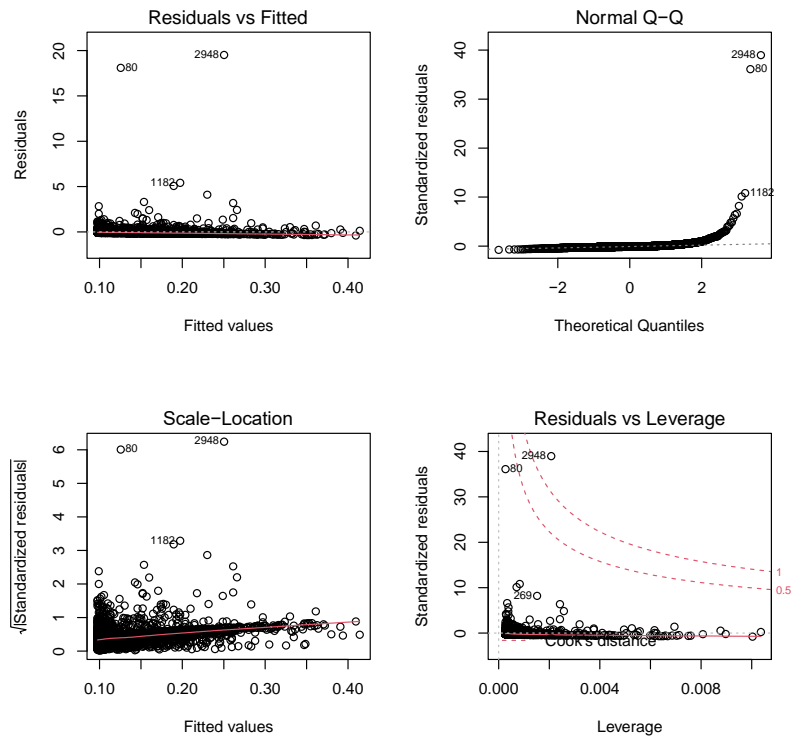 Residuals vs Fitted
Residuals
20
15
10
5
0
2948
80
1182
0.10 0.20 0.30 0.40
Fitted values
Normal Q−Q
Standardized residuals
40
30
20
10
0
2948
80
1182
−2 0 2
Theoretical Quantiles
Scale−Location
√|Standardized residuals|
6
5
4
3
2
1
0
2948
80
1182
0.10 0.20 0.30 0.40
Fitted values
Residuals vs Leverage
Standardized residuals
40
30
20
10
0
2948
80
269
1
0.5
Cook's distance
0.000 0.004 0.008
Leverage